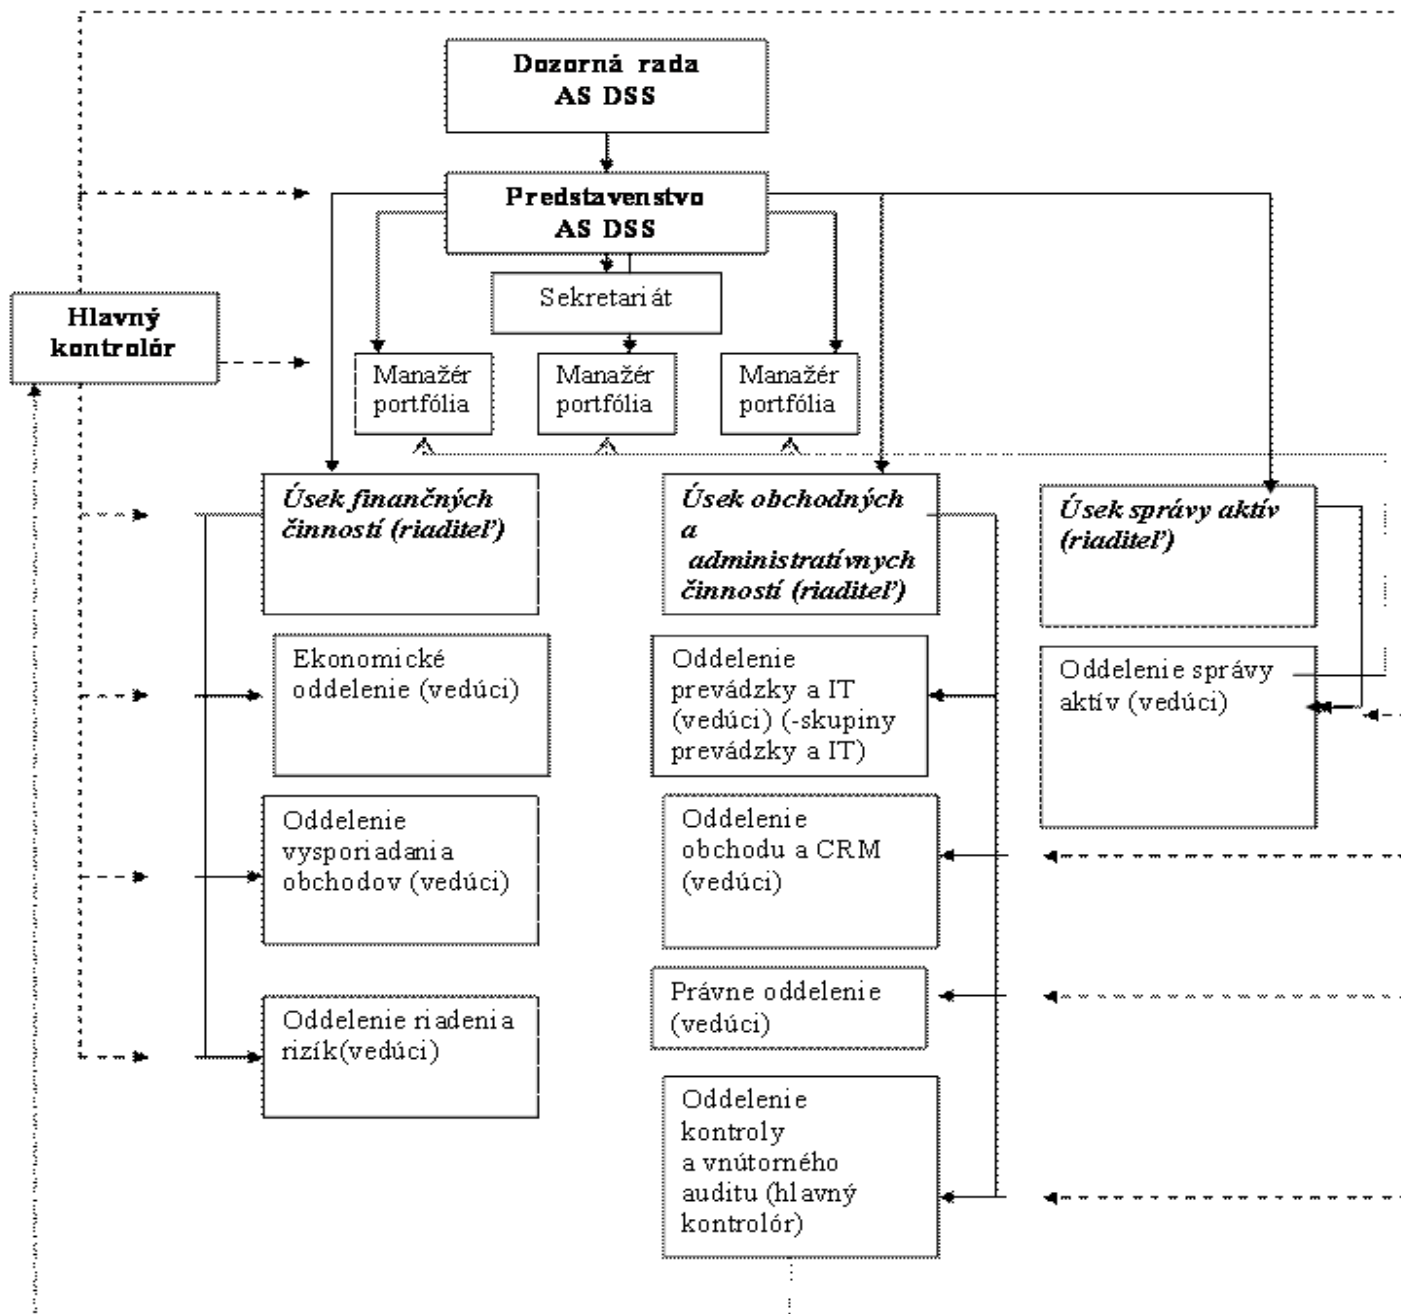 Dozorná rada
AS DSS
Predstavenstvo
AS DSS
Sekretariát
Hlavný
kontrolór
Manažér
portfólia
Manažér
portfólia
Manažér
portfólia
Úsek finančných
činností (riaditeľ)
Úsek obchodných
a
administratívnych
činností (riaditeľ)
Úsek správy aktív
(riaditeľ)
Ekonomické
oddelenie (vedúci)
Oddelenie
prevádzky a IT
(vedúci) (-skupiny
prevádzky a IT)
Oddelenie správy
aktív (vedúci)
Oddelenie
vysporiadania
obchodov (vedúci)
Oddelenie
obchodu a CRM
(vedúci)
Oddelenie riadenia
rizík(vedúci)
Právne oddelenie
(vedúci)
Oddelenie
kontroly
a vnútorného
auditu (hlavný
kontrolór)